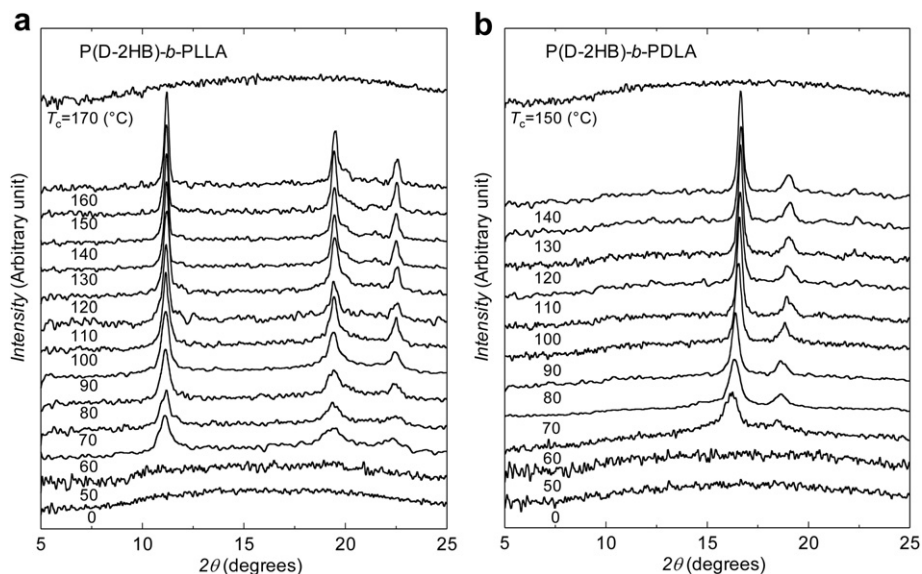 a
P(D-2HB)-b-PLLA
Tc=170 (°C)
160
150
140
130
120
110
100
90
80
70
60
50
0
Intensity (Arbitrary unit)
5 10 15 20 25
2θ (degrees)
b
P(D-2HB)-b-PDLA
Tc=150 (°C)
140
130
120
110
100
90
80
70
60
50
0
Intensity (Arbitrary unit)
5 10 15 20 25
2θ (degrees)